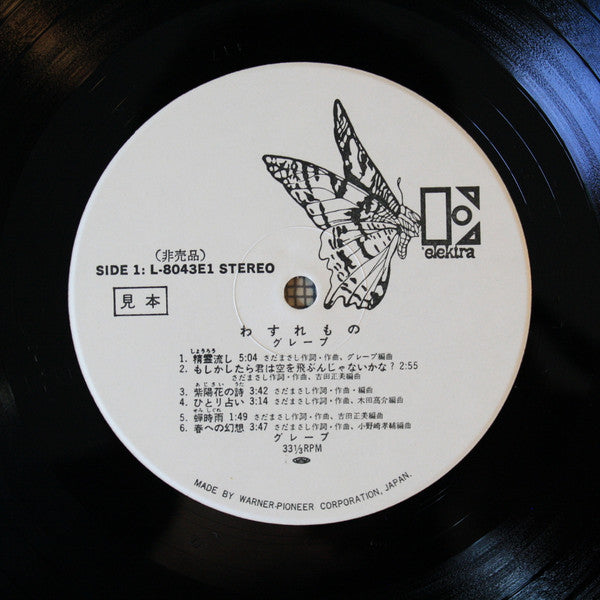 elektra
(非売品)
SIDE 1: L-8043E1 STEREO
見本
わすれもの
グレープ
しょうろう
1. 精霊流し 5:04 さだまさし作詞・作曲、グレープ編曲
2. もしかしたら君は空を飛ぶんじゃないかな? 2:55
さだまさし作詞・作曲、吉田正美編曲
あじさい うた
3. 紫陽花の詩 3:42 さだまさし作詞・作曲・編曲
4. ひとり占い 3:14 さだまさし作詞・作曲、木田高介編曲
せみしぐれ
5. 蟬時雨 1:49 さだまさし作詞・作曲、吉田正美編曲
6. 春への幻想 3:47 さだまさし作詞・作曲、小野崎孝輔編曲
グレープ
33⅓RPM
MADE BY WARNER-PIONEER CORPORATION, JAPAN.